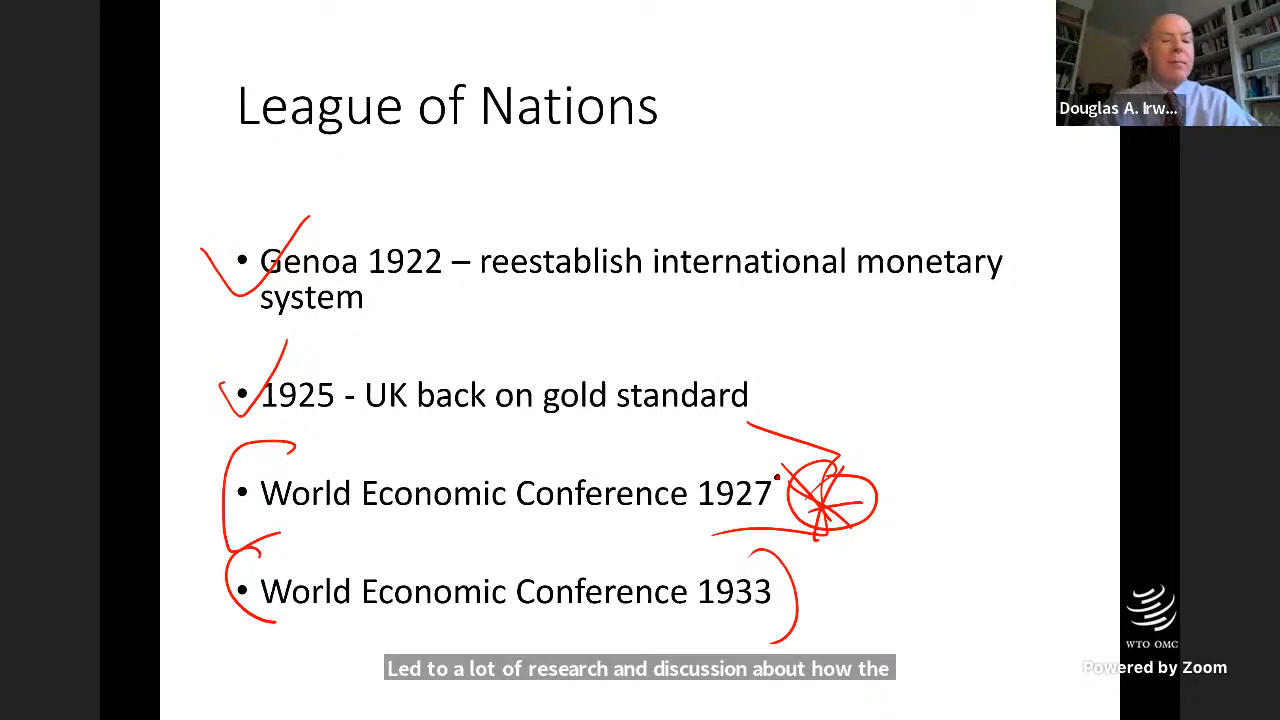 League of Nations
Douglas A. Irw...
• Genoa 1922 – reestablish international monetary
system
• 1925 - UK back on gold standard
• World Economic Conference 1927
• World Economic Conference 1933
WTO OMC
Led to a lot of research and discussion about how the
Powered by Zoom